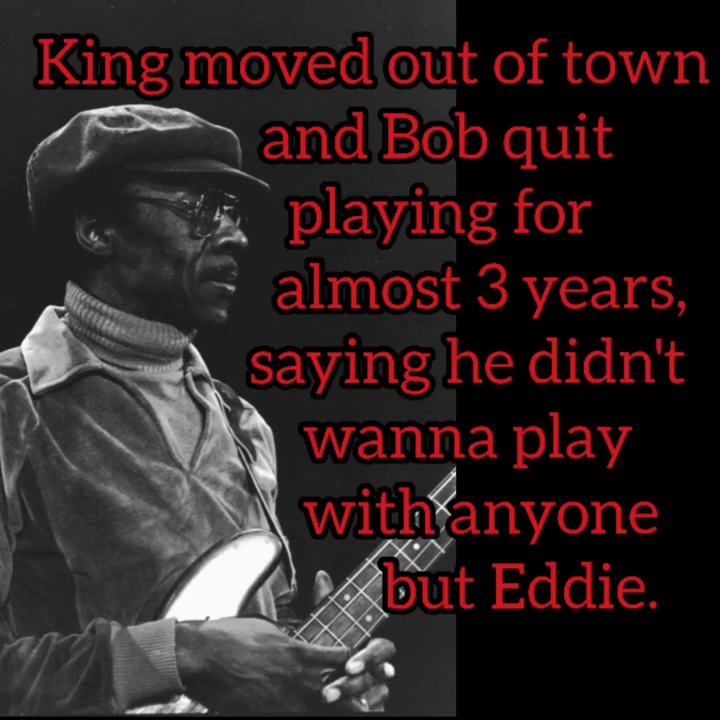 King moved out of town
and Bob quit
playing for
almost 3 years,
saying he didn't
wanna play
with anyone
but Eddie.